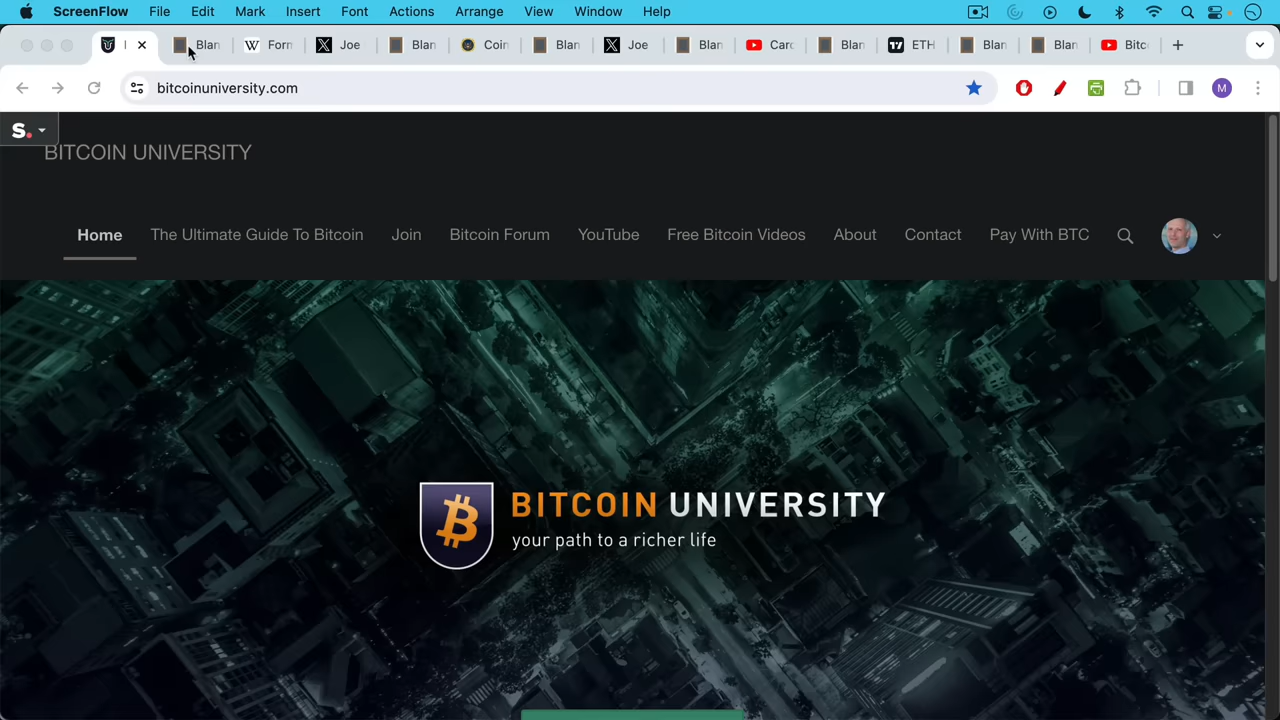 ScreenFlow File Edit Mark Insert Font Actions Arrange View Window Help
Blan Forn Joe Blan Coin Blan Joe Blan Card Blan ETH Blan Blan Bitc
bitcoinuniversity.com
M
S.
BITCOIN UNIVERSITY
Home The Ultimate Guide To Bitcoin Join Bitcoin Forum YouTube Free Bitcoin Videos About Contact Pay With BTC
BITCOIN UNIVERSITY
your path to a richer life